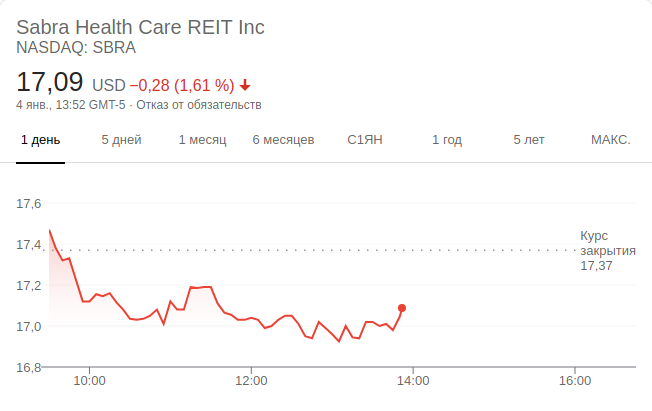 Sabra Health Care REIT Inc
NASDAQ: SBRA
17,09 USD −0,28 (1,61 %)
4 янв., 13:52 GMT-5 · Отказ от обязательств
1 день 5 дней 1 месяц 6 месяцев С1ЯН 1 год 5 лет МАКС.
17,6
17,4
17,2
17,0
16,8
Курс
закрытия
17,37
10:00 12:00 14:00 16:00